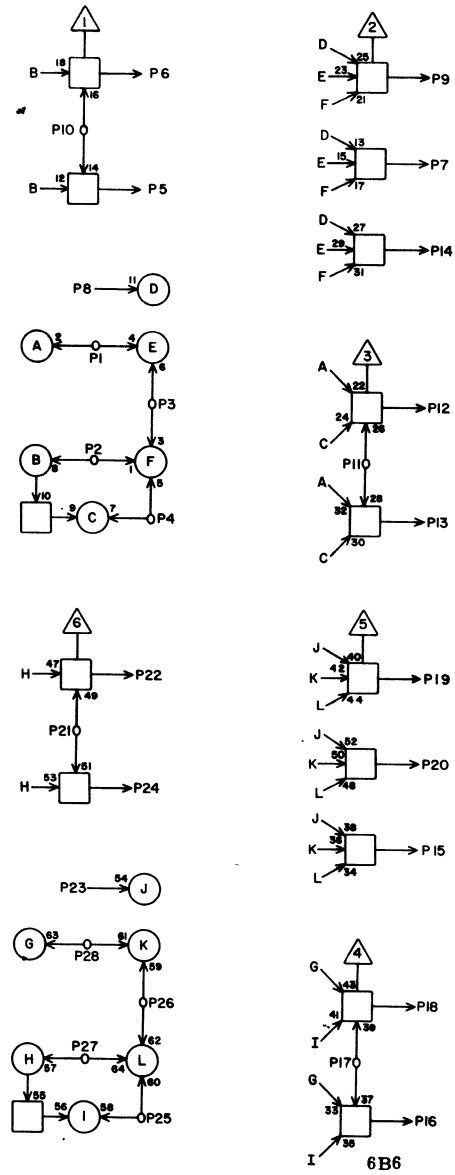 1
B 18 P6
16
P10
14
B 12 P5
P8 11 D
A 2 P1 4 E
6
P3
3
B 8 P2 1 F
5
10
9 C 7 P4
2
D 25
E 23 P9
F 21
D 13
E 15 P7
F 17
D 27
E 29 P14
F 31
3
A 22
P12
C 24 26
P11
A 28
32 P13
C 30
6
H 47 P22
49
P21
51
H 53 P24
P23 54 J
G 63 P28 61 K
59
P26
62
H 57 P27 64 L
60
55
56 I 58 P25
5
J 40
K 42 P19
L 44
J 52
K 50 P20
L 48
J 38
K 36 P15
L 34
4
G 43
P18
I 41 39
P17
G 37
33 P16
I 35
6B6